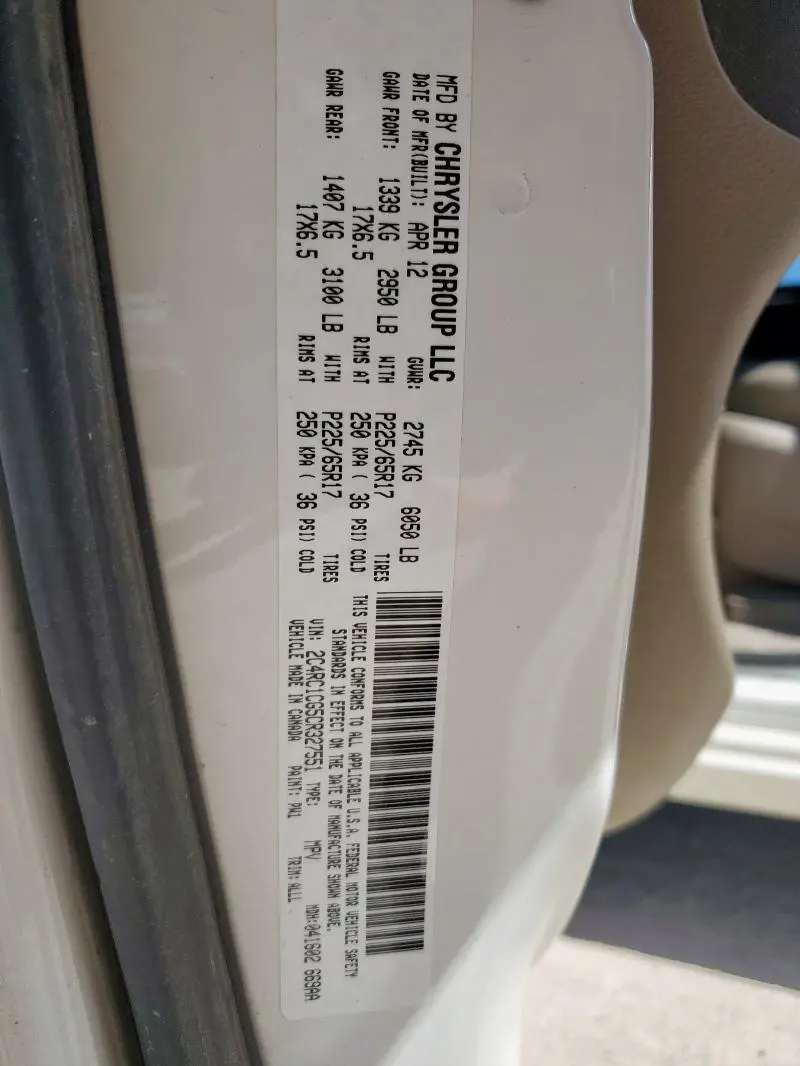 MFD BY CHRYSLER GROUP LLC
DATE OF MFR(BUILT): APR 12 GVWR: 2745 KG 6050 LB
GAWR FRONT: 1339 KG 2950 LB WITH P225/65R17 TIRES
17X6.5 RIMS AT 250 KPA ( 36 PSI) COLD
GAWR REAR: 1407 KG 3100 LB WITH P225/65R17 TIRES
17X6.5 RIMS AT 250 KPA ( 36 PSI) COLD
THIS VEHICLE CONFORMS TO ALL APPLICABLE U.S.A. FEDERAL MOTOR VEHICLE SAFETY
STANDARDS IN EFFECT ON THE DATE OF MANUFACTURE SHOWN ABOVE.
VIN: 2C4RC1CG5CR327551 TYPE: MPV MDH:041602 669AA
VEHICLE MADE IN CANADA PAINT: PW1 TRIM: ALL1